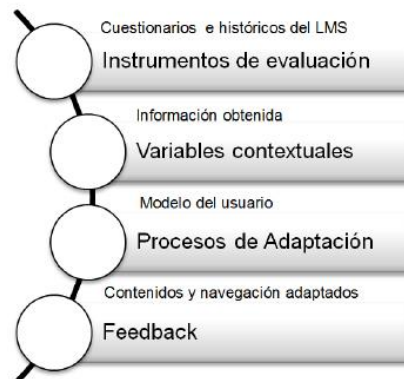 Cuestionarios e históricos del LMS
Instrumentos de evaluación
Información obtenida
Variables contextuales
Modelo del usuario
Procesos de Adaptación
Contenidos y navegación adaptados
Feedback